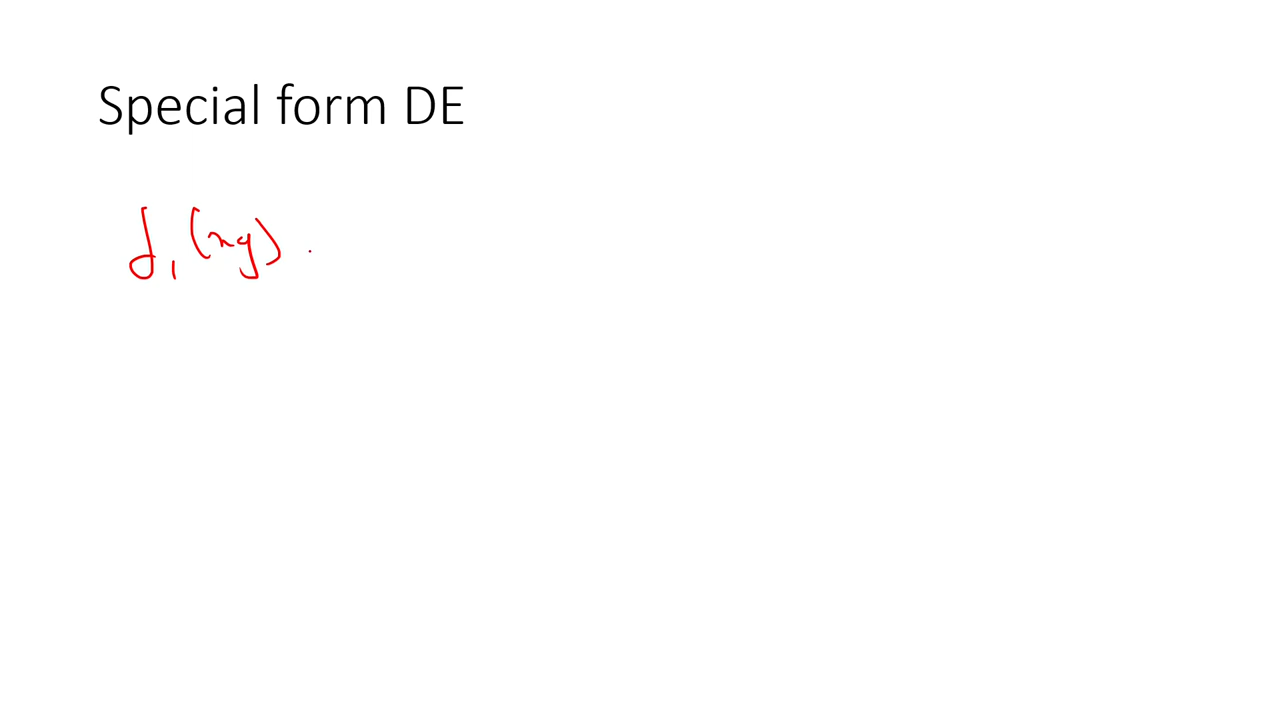 Special form DE
f₁(xy) .